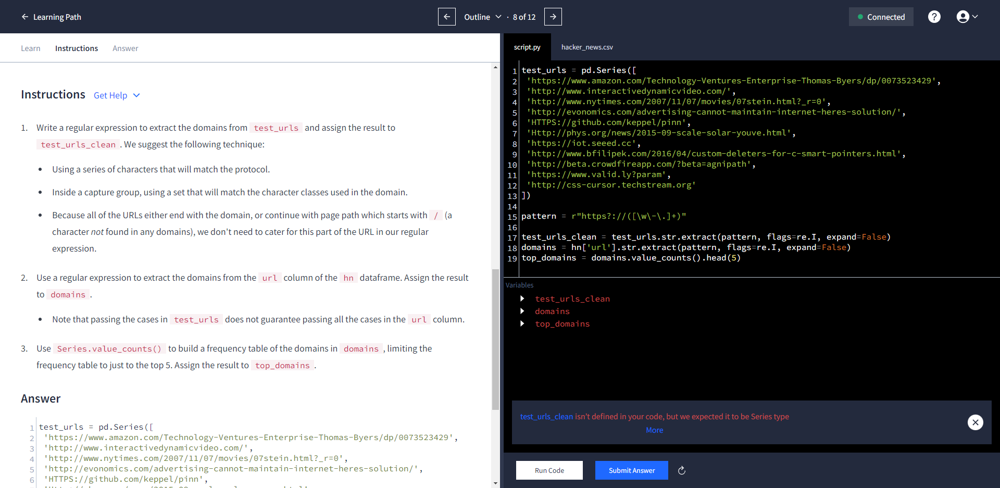 Learning Path
Outline · 8 of 12
Connected
?
Learn Instructions Answer
Instructions Get Help
1. Write a regular expression to extract the domains from test_urls and assign the result to
test_urls_clean . We suggest the following technique:
• Using a series of characters that will match the protocol.
• Inside a capture group, using a set that will match the character classes used in the domain.
• Because all of the URLs either end with the domain, or continue with page path which starts with / (a
character not found in any domains), we don't need to cater for this part of the URL in our regular
expression.
2. Use a regular expression to extract the domains from the url column of the hn dataframe. Assign the result
to domains .
• Note that passing the cases in test_urls does not guarantee passing all the cases in the url column.
3. Use Series.value_counts() to build a frequency table of the domains in domains , limiting the
frequency table to just to the top 5. Assign the result to top_domains .
Answer
1 test_urls = pd.Series([
2 'https://www.amazon.com/Technology-Ventures-Enterprise-Thomas-Byers/dp/0073523429',
3 'http://www.interactivedynamicvideo.com/',
4 'http://www.nytimes.com/2007/11/07/movies/07stein.html?_r=0',
5 'http://evonomics.com/advertising-cannot-maintain-internet-heres-solution/',
6 'HTTPS://github.com/keppel/pinn',
script.py hacker_news.csv
1 test_urls = pd.Series([
2 'https://www.amazon.com/Technology-Ventures-Enterprise-Thomas-Byers/dp/0073523429',
3 'http://www.interactivedynamicvideo.com/',
4 'http://www.nytimes.com/2007/11/07/movies/07stein.html?_r=0',
5 'http://evonomics.com/advertising-cannot-maintain-internet-heres-solution/',
6 'HTTPS://github.com/keppel/pinn',
7 'Http://phys.org/news/2015-09-scale-solar-youve.html',
8 'https://iot.seeed.cc',
9 'http://www.bfilipek.com/2016/04/custom-deleters-for-c-smart-pointers.html',
10 'http://beta.crowdfireapp.com/?beta=agnipath',
11 'https://www.valid.ly?param',
12 'http://css-cursor.techstream.org'
13 ])
14
15 pattern = r"https?://([\w\-\.]+)"
16
17 test_urls_clean = test_urls.str.extract(pattern, flags=re.I, expand=False)
18 domains = hn['url'].str.extract(pattern, flags=re.I, expand=False)
19 top_domains = domains.value_counts().head(5)
Variables
test_urls_clean
domains
top_domains
test_urls_clean isn't defined in your code, but we expected it to be Series type
More
Run Code Submit Answer